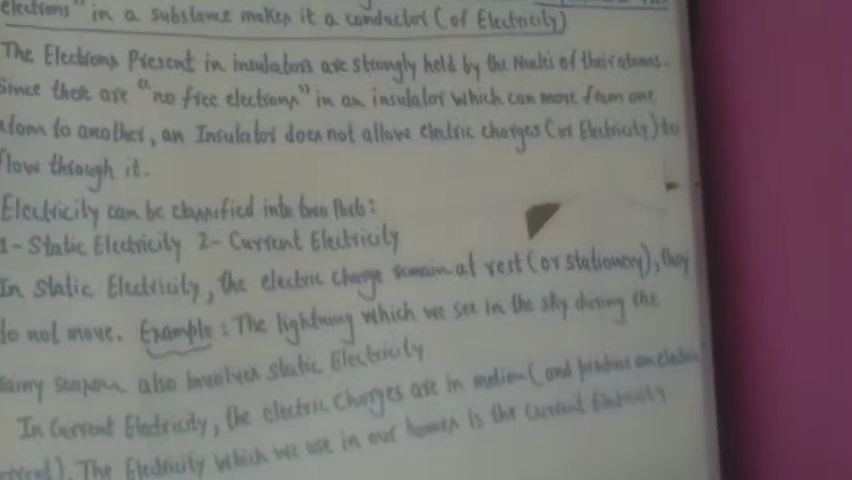 electrons" in a substance makes it a conductor (of Electricity)
The Electrons Present in insulators are strongly held by the Nuclei of their atoms.
Since there are "no free electrons" in an insulator which can move from one
atom to another, an Insulator does not allow electric charges (or Electricity) to
flow through it.
Electricity can be classified into two Parts:
1- Static Electricity 2- Current Electricity
In Static Electricity, the electric charge remain at rest (or stationery), they
do not move. Example: The lightning which we see in the sky during the
rainy season also involves static Electricity
In Current Electricity, the electric charges are in motion (and produce an electric
current). The Electricity which we use in our homes is the Current Electricity